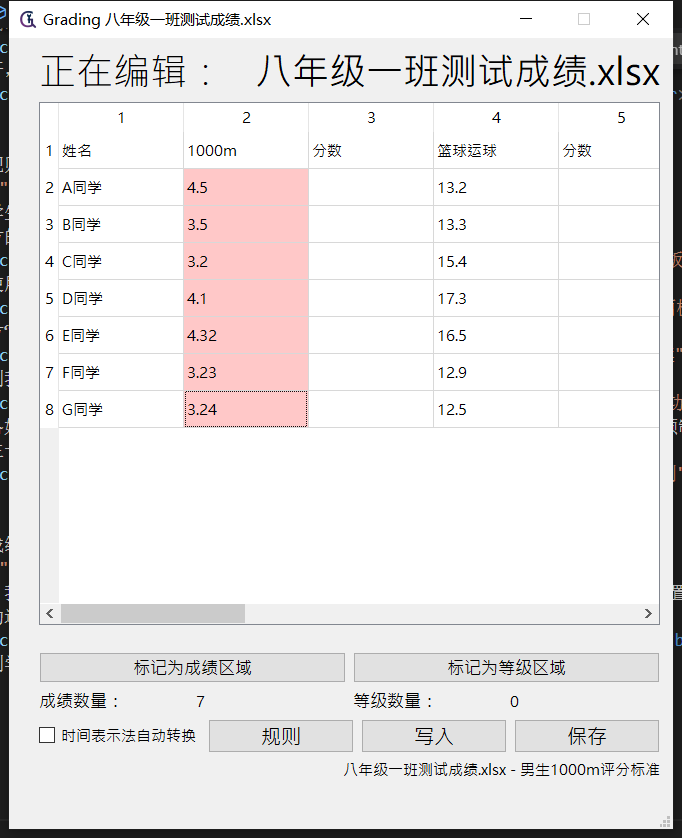 Grading 八年级一班测试成绩.xlsx
正在编辑： 八年级一班测试成绩.xlsx
1 2 3 4 5
1 姓名 1000m 分数 篮球运球 分数
2 A同学 4.5 13.2
3 B同学 3.5 13.3
4 C同学 3.2 15.4
5 D同学 4.1 17.3
6 E同学 4.32 16.5
7 F同学 3.23 12.9
8 G同学 3.24 12.5
标记为成绩区域 标记为等级区域
成绩数量： 7 等级数量： 0
时间表示法自动转换 规则 写入 保存
八年级一班测试成绩.xlsx - 男生1000m评分标准